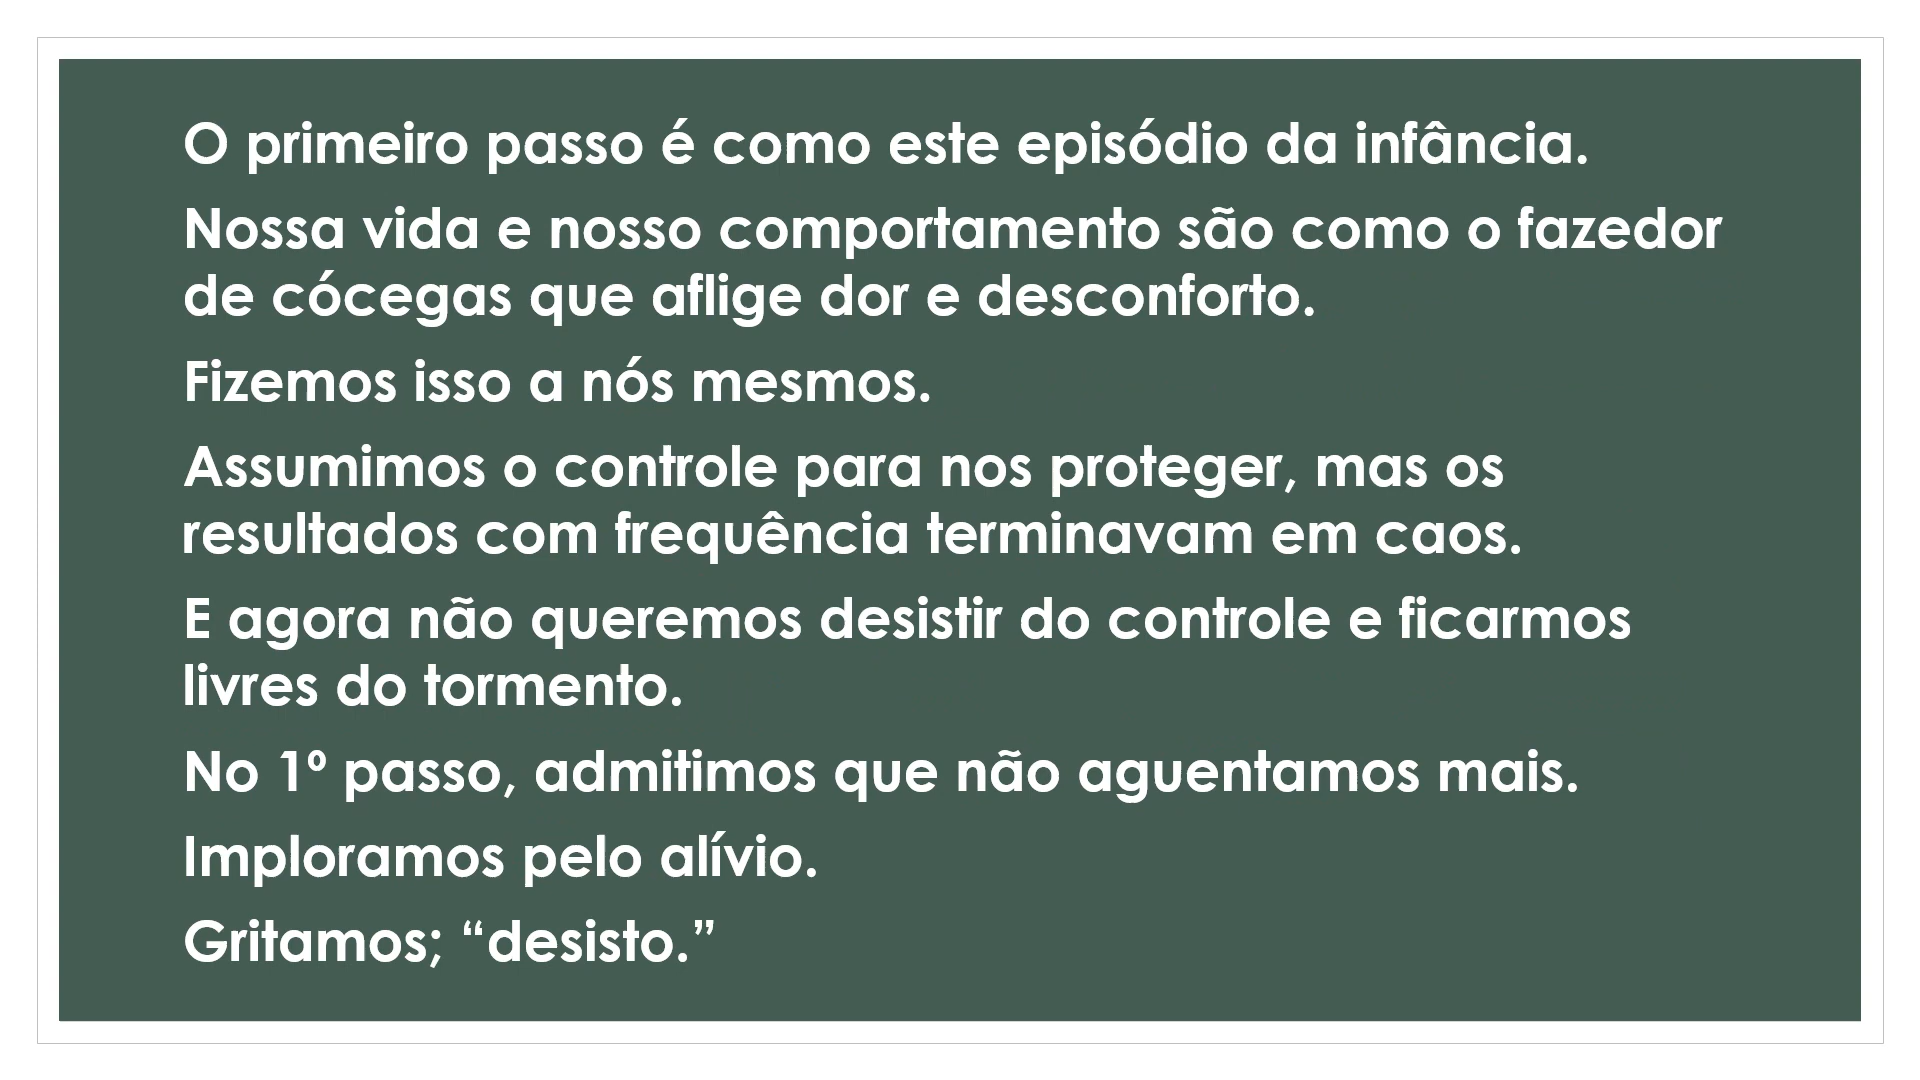 O primeiro passo é como este episódio da infância.
Nossa vida e nosso comportamento são como o fazedor
de cócegas que aflige dor e desconforto.
Fizemos isso a nós mesmos.
Assumimos o controle para nos proteger, mas os
resultados com frequência terminavam em caos.
E agora não queremos desistir do controle e ficarmos
livres do tormento.
No 1º passo, admitimos que não aguentamos mais.
Imploramos pelo alívio.
Gritamos; “desisto.”